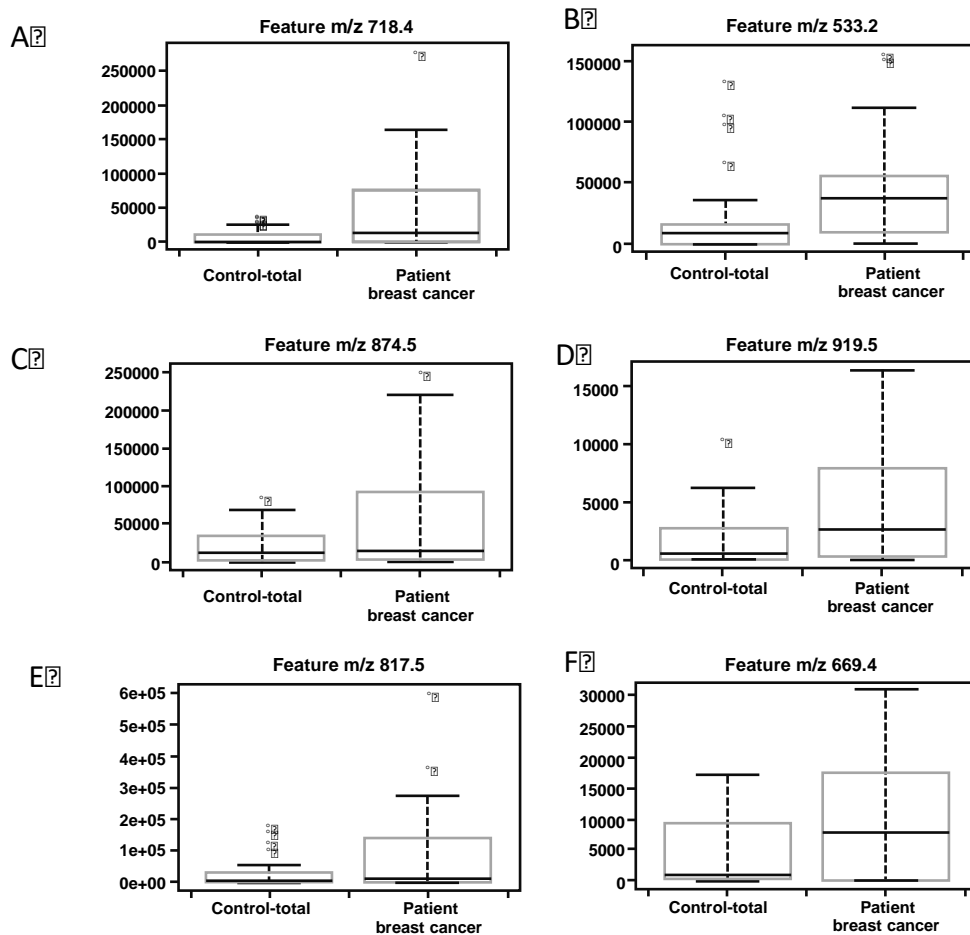 A
Feature m/z 718.4
250000
200000
150000
100000
50000
0
Control-total
Patient
breast cancer
B
Feature m/z 533.2
150000
100000
50000
0
Control-total
Patient
breast cancer
C
Feature m/z 874.5
250000
200000
150000
100000
50000
0
Control-total
Patient
breast cancer
D
Feature m/z 919.5
15000
10000
5000
0
Control-total
Patient
breast cancer
E
Feature m/z 817.5
6e+05
5e+05
4e+05
3e+05
2e+05
1e+05
0e+00
Control-total
Patient
breast cancer
F
Feature m/z 669.4
30000
25000
20000
15000
10000
5000
0
Control-total
Patient
breast cancer